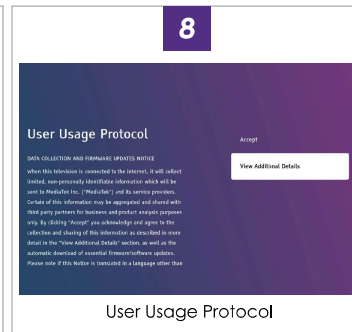 8
User Usage Protocol
Accept
DATA COLLECTION AND FIRMWARE UPDATES NOTICE
View Additional Details
When this television is connected to the internet, it will collect
limited, non-personally identifiable information which will be
sent to MediaTek Inc. ("MediaTek") and its service providers.
Certain of this information may be aggregated and shared with
third party partners for business and product analysis purposes
only. By clicking "Accept" you acknowledge and agree to the
collection and sharing of this information as described in more
detail in the "View Additional Details" section, as well as the
automatic download of essential firmware/software updates.
Please note if this Notice is translated in a language other than
User Usage Protocol